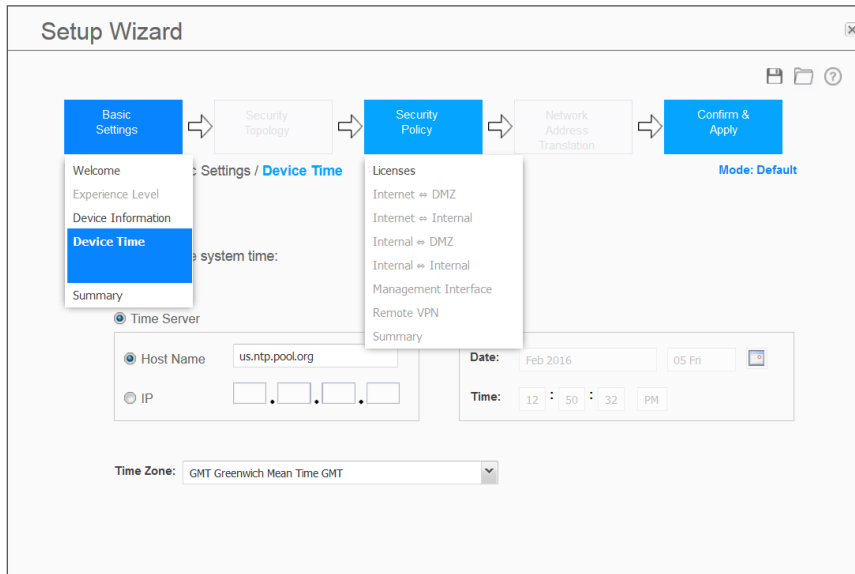 Setup Wizard
Basic
Settings
Security
Topology
Security
Policy
Network
Address
Translation
Confirm &
Apply
Settings / Device Time
Mode: Default
Welcome
Experience Level
Device Information
Device Time
Summary
Licenses
Internet ⇔ DMZ
Internet ⇔ Internal
Internal ⇔ DMZ
Internal ⇔ Internal
Management Interface
Remote VPN
Summary
system time:
Time Server
Host Name
us.ntp.pool.org
IP
. . .
Date:
Feb 2016
05 Fri
Time:
12 : 50 : 32 PM
Time Zone:
GMT Greenwich Mean Time GMT